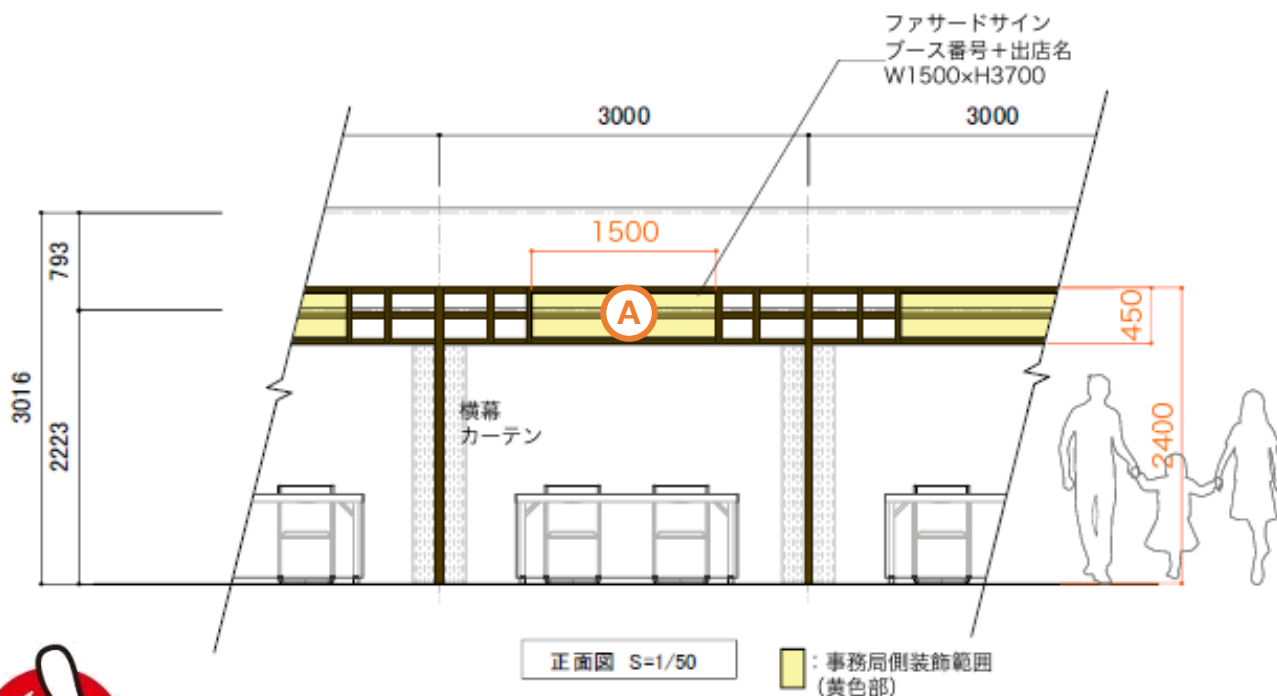 ファサードサイン
ブース番号＋出店名
W1500×H3700
3000
3000
1500
793
A
450
3016
2223
横幕
カーテン
2400
正面図 S=1/50
：事務局側装飾範囲
（黄色部）